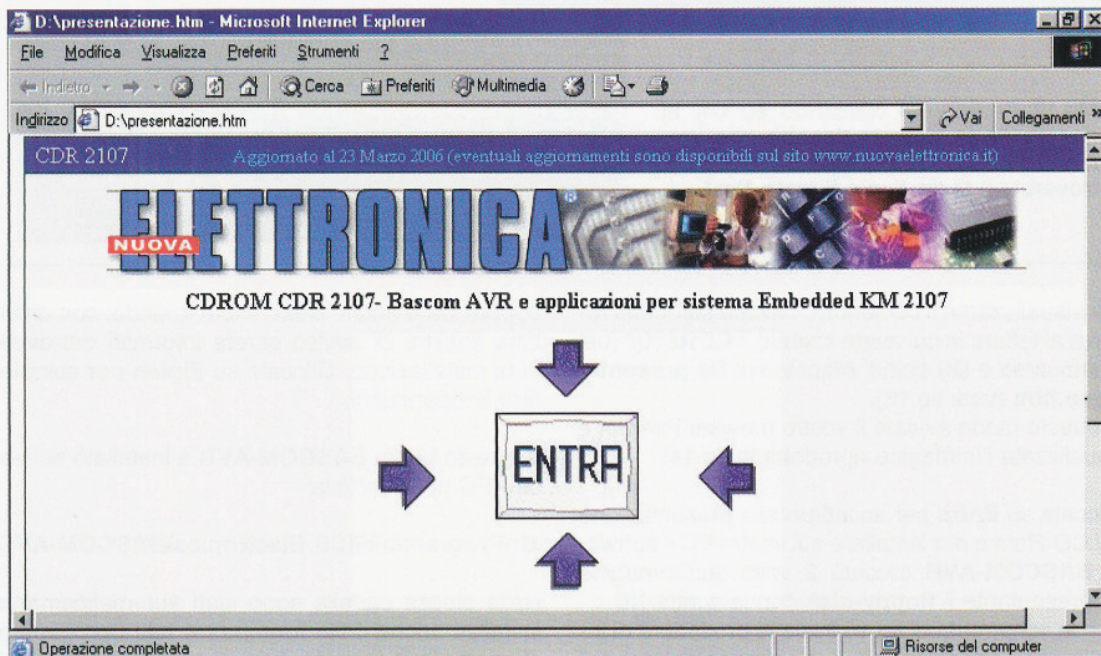 D:\presentazione.htm - Microsoft Internet Explorer
File Modifica Visualizza Preferiti Strumenti ?
Indietro Cerca Preferiti Multimedia
Indirizzo D:\presentazione.htm Vai Collegamenti »
CDR 2107 Aggiornato al 23 Marzo 2006 (eventuali aggiornamenti sono disponibili sul sito www.nuovaelettronica.it)
ELETTRONICA®
NUOVA
CDROM CDR 2107- Bascom AVR e applicazioni per sistema Embedded KM 2107
ENTRA
Operazione completata Risorse del computer